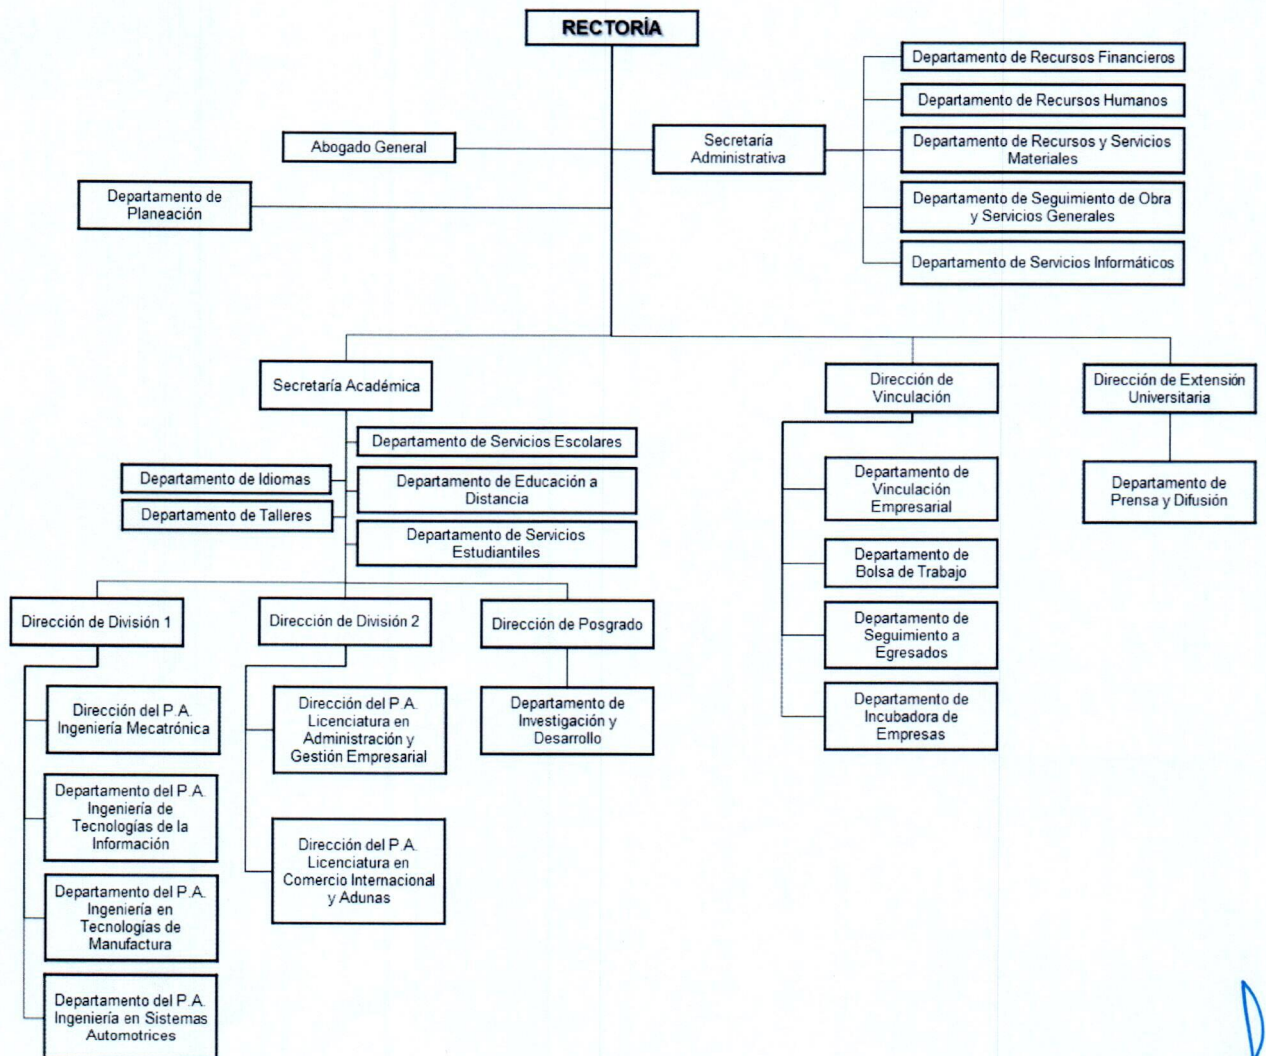 RECTORÍA
Departamento de Recursos Financieros
Departamento de Recursos Humanos
Abogado General
Secretaría
Administrativa
Departamento de Recursos y Servicios
Materiales
Departamento de
Planeación
Departamento de Seguimiento de Obra
y Servicios Generales
Departamento de Servicios Informáticos
Secretaría Académica
Dirección de
Vinculación
Dirección de Extensión
Universitaria
Departamento de Servicios Escolares
Departamento de Idiomas
Departamento de Educación a
Distancia
Departamento de Talleres
Departamento de Servicios
Estudiantiles
Departamento de
Vinculación
Empresarial
Departamento de
Prensa y Difusión
Departamento de
Bolsa de Trabajo
Departamento de
Seguimiento a
Egresados
Departamento de
Incubadora de
Empresas
Dirección de División 1
Dirección de División 2
Dirección de Posgrado
Dirección del P.A.
Ingeniería Mecatrónica
Departamento del P.A.
Ingeniería de
Tecnologías de la
Información
Departamento del P.A.
Ingeniería en
Tecnologías de
Manufactura
Departamento del P.A.
Ingeniería en Sistemas
Automotrices
Dirección del P.A.
Licenciatura en
Administración y
Gestión Empresarial
Dirección del P.A.
Licenciatura en
Comercio Internacional
y Adunas
Departamento de
Investigación y
Desarrollo